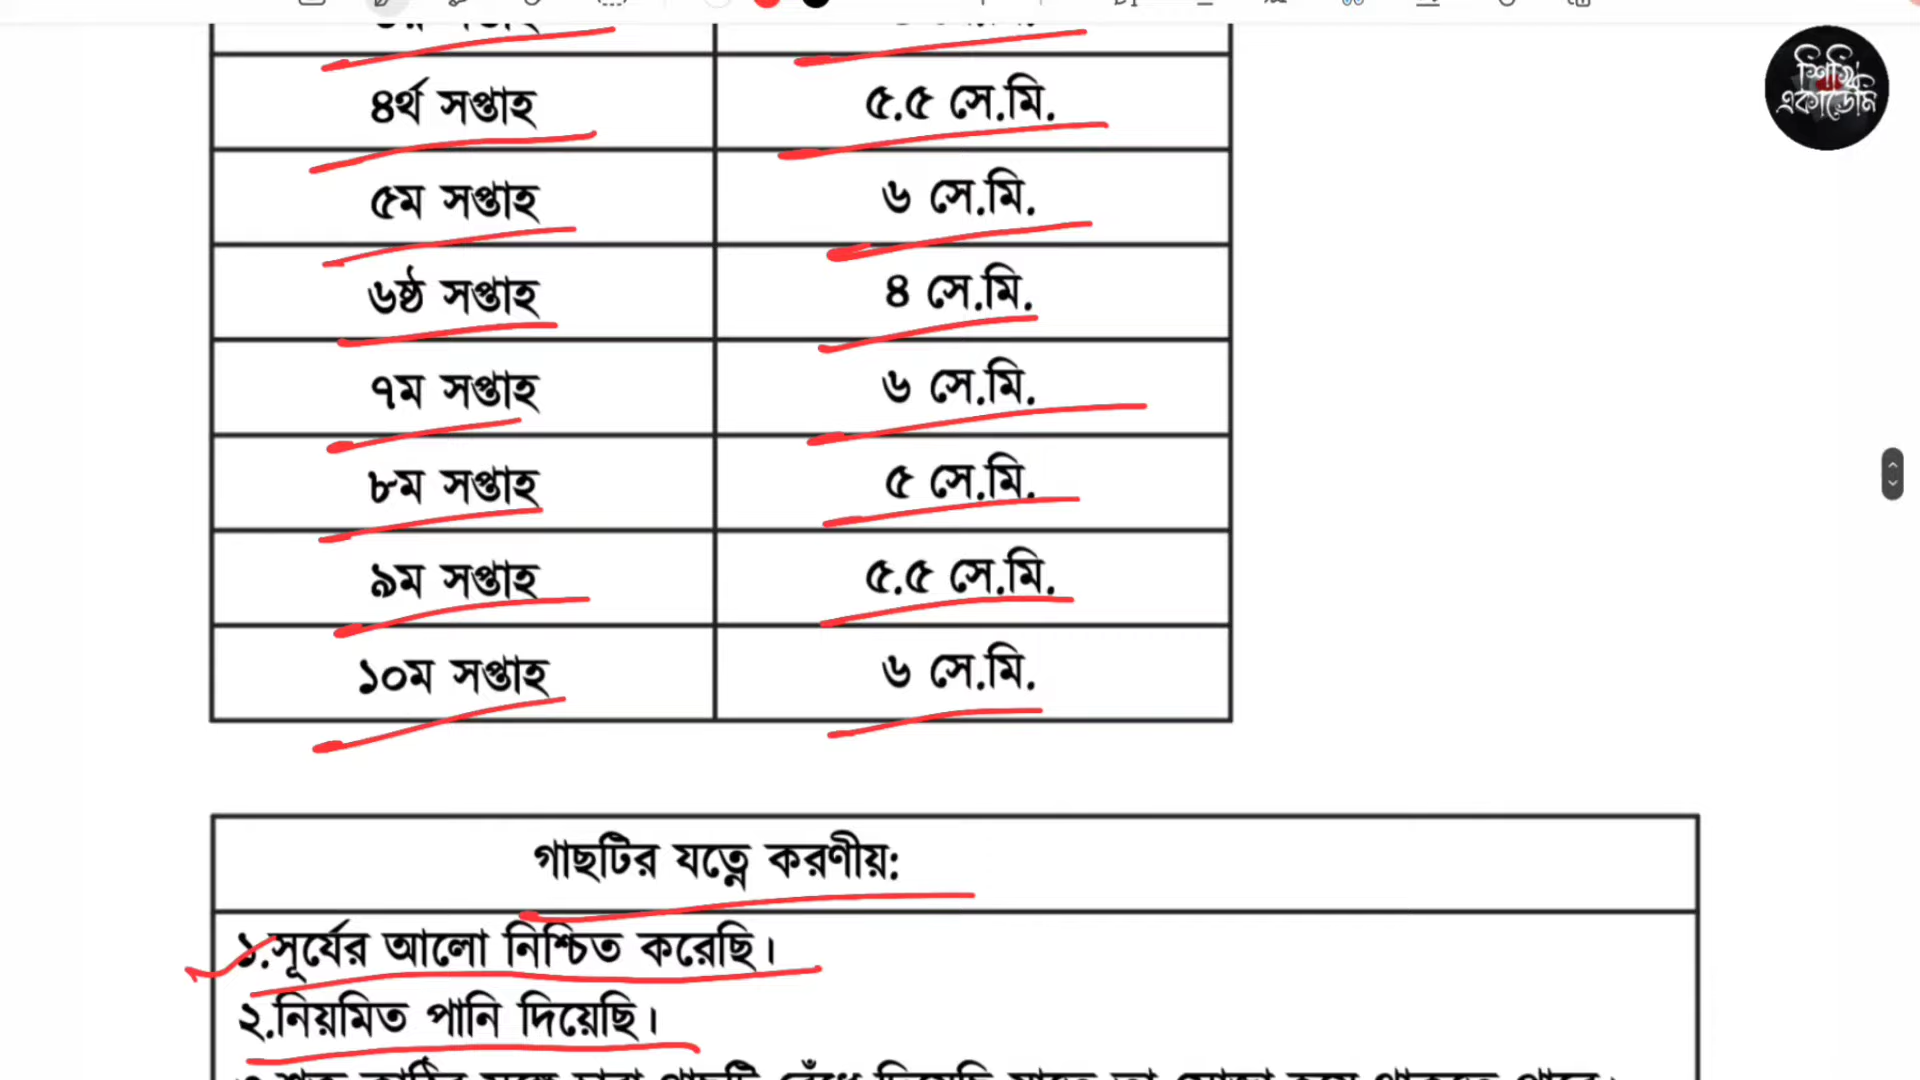 শিখি একাডেমি
৪র্থ সপ্তাহ ৫.৫ সে.মি.
৫ম সপ্তাহ ৬ সে.মি.
৬ষ্ঠ সপ্তাহ ৪ সে.মি.
৭ম সপ্তাহ ৬ সে.মি.
৮ম সপ্তাহ ৫ সে.মি.
৯ম সপ্তাহ ৫.৫ সে.মি.
১০ম সপ্তাহ ৬ সে.মি.
গাছটির যত্নে করণীয়:
১.সূর্যের আলো নিশ্চিত করেছি।
২.নিয়মিত পানি দিয়েছি।